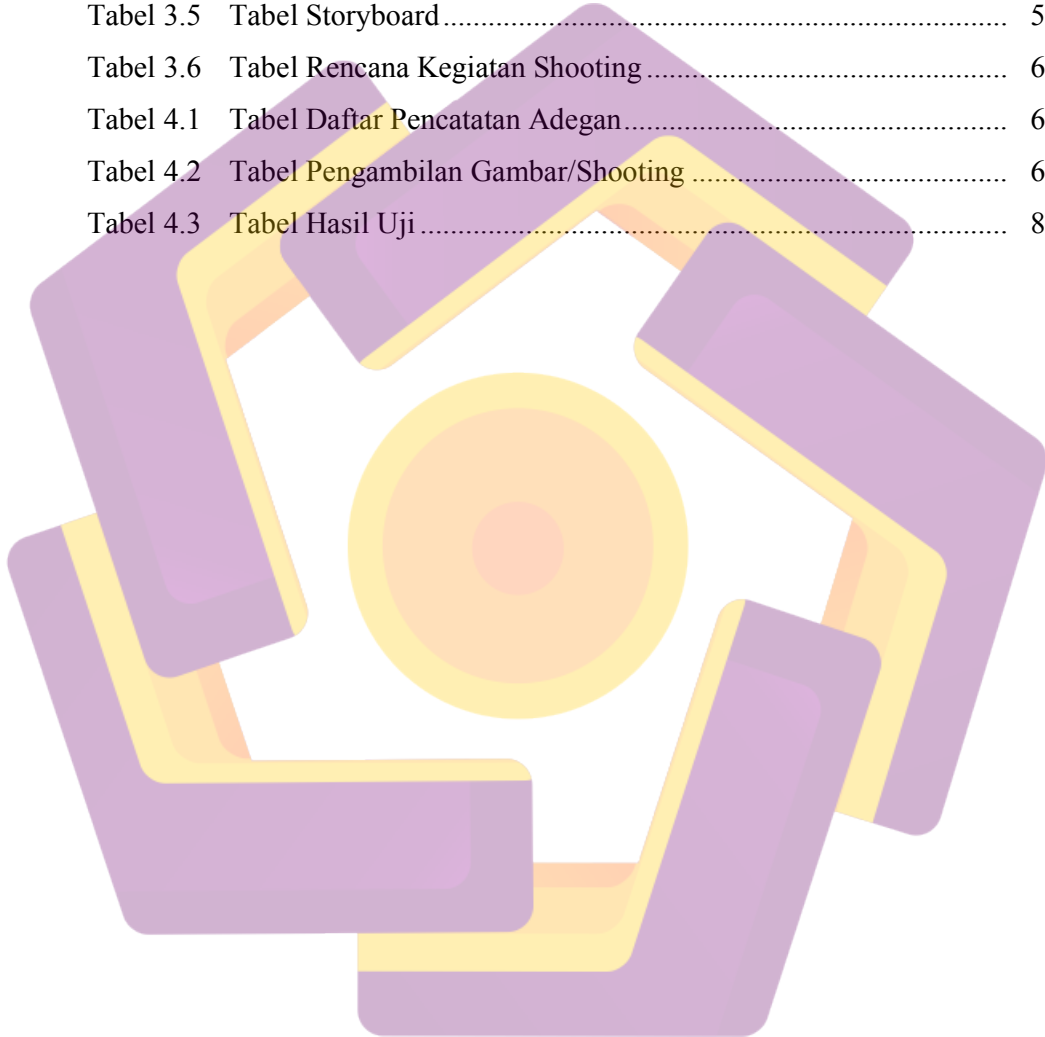 Tabel 3.5 Tabel Storyboard........................................................................... 5
Tabel 3.6 Tabel Rencana Kegiatan Shooting ................................................ 6
Tabel 4.1 Tabel Daftar Pencatatan Adegan................................................... 6
Tabel 4.2 Tabel Pengambilan Gambar/Shooting .......................................... 6
Tabel 4.3 Tabel Hasil Uji .............................................................................. 8